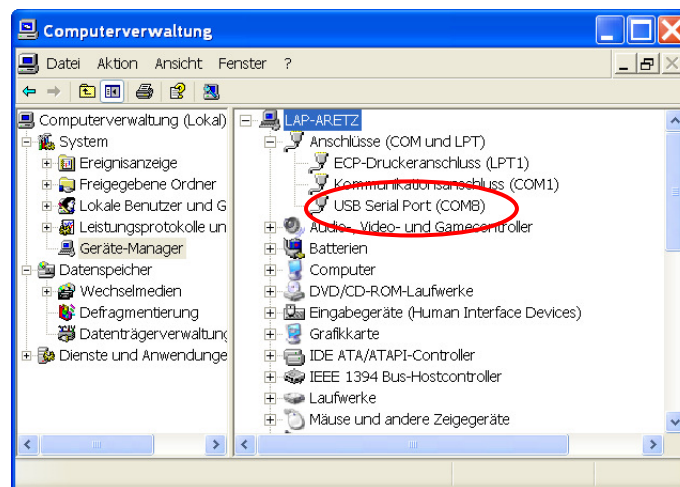 Computerverwaltung
Datei Aktion Ansicht Fenster ?
Computerverwaltung (Lokal)
System
Ereignisanzeige
Freigegebene Ordner
Lokale Benutzer und G
Leistungsprotokolle un
Geräte-Manager
Datenspeicher
Wechselmedien
Defragmentierung
Datenträgerverwaltung
Dienste und Anwendunge
LAP-ARETZ
Anschlüsse (COM und LPT)
ECP-Druckeranschluss (LPT1)
Kommunikationsanschluss (COM1)
USB Serial Port (COM8)
Audio-, Video- und Gamecontroller
Batterien
Computer
DVD/CD-ROM-Laufwerke
Eingabegeräte (Human Interface Devices)
Grafikkarte
IDE ATA/ATAPI-Controller
IEEE 1394 Bus-Hostcontroller
Laufwerke
Mäuse und andere Zeigegeräte